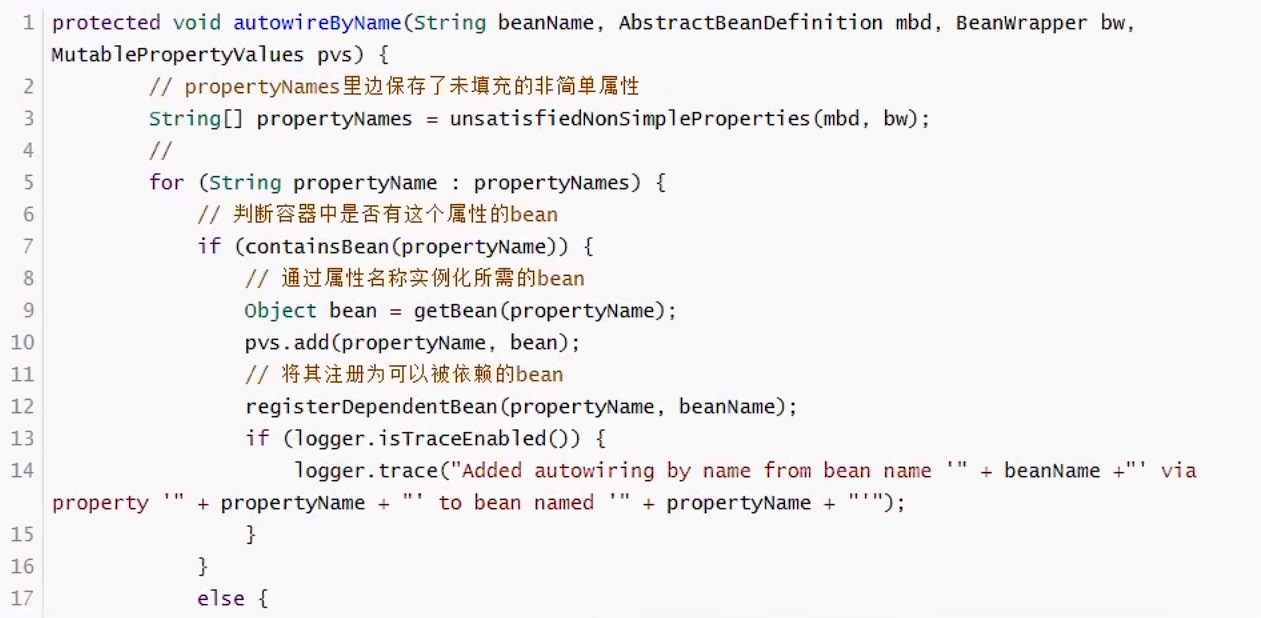 1 protected void autowireByName(String beanName, AbstractBeanDefinition mbd, BeanWrapper bw,
MutablePropertyValues pvs) {
2 // propertyNames里边保存了未填充的非简单属性
3 String[] propertyNames = unsatisfiedNonSimpleProperties(mbd, bw);
4 //
5 for (String propertyName : propertyNames) {
6 // 判断容器中是否有这个属性的bean
7 if (containsBean(propertyName)) {
8 // 通过属性名称实例化所需的bean
9 Object bean = getBean(propertyName);
10 pvs.add(propertyName, bean);
11 // 将其注册为可以被依赖的bean
12 registerDependentBean(propertyName, beanName);
13 if (logger.isTraceEnabled()) {
14 logger.trace("Added autowiring by name from bean name '" + beanName +"' via
property '" + propertyName + "' to bean named '" + propertyName + "'");
15 }
16 }
17 else {